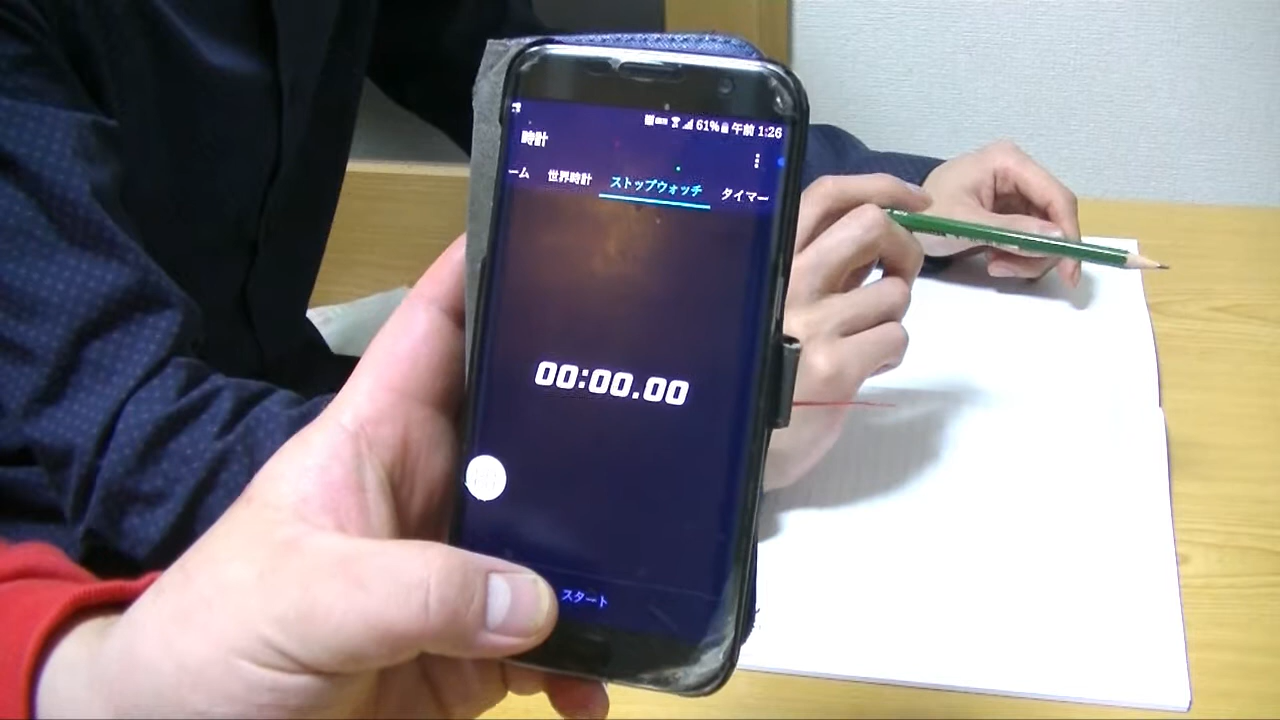 61% 午前 1:26
時計
ーム 世界時計 ストップウォッチ タイマー
00:00.00
スタート